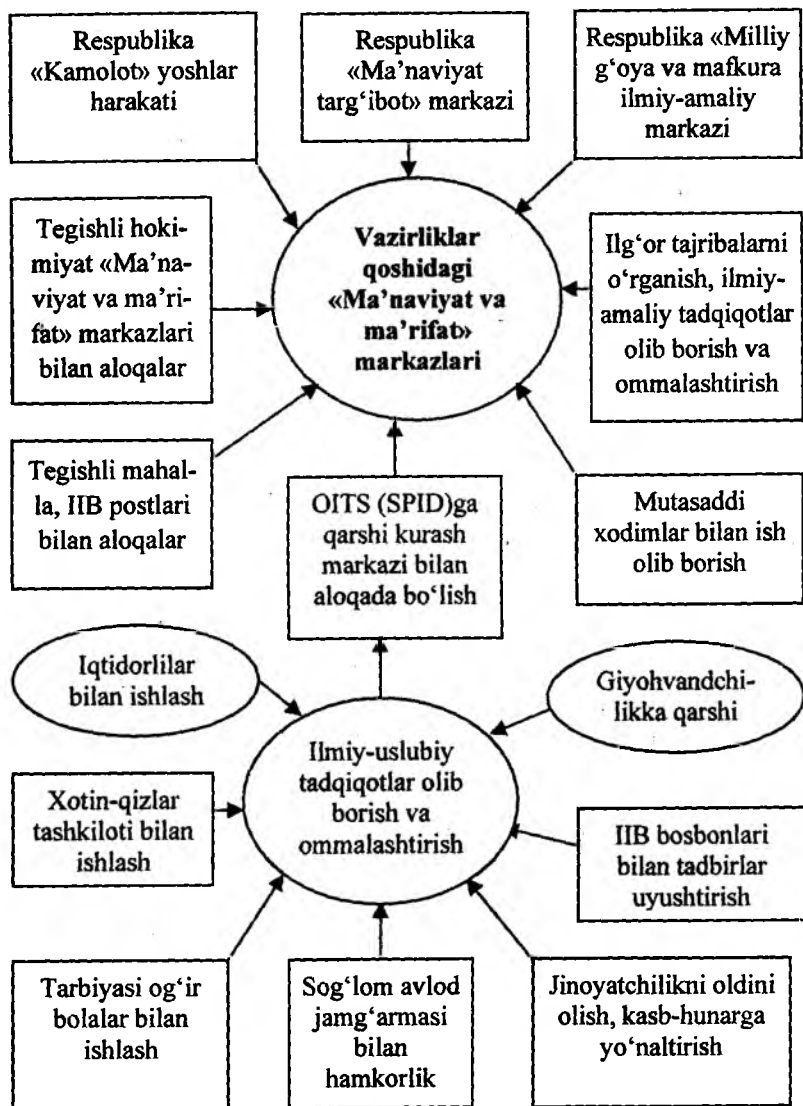 Respublika
«Kamolot» yoshlar
harakati
Respublika
«Ma’naviyat
targ‘ibot» markazi
Respublika «Milliy
g‘oya va mafkura
ilmiy-amaliy
markazi
Tegishli hoki-
miyat «Ma’na-
viyat va ma’ri-
fat» markazlari
bilan aloqalar
Vazirliklar
qoshidagi
«Ma’naviyat va
ma’rifat»
markazlari
Ilg‘or tajribalarni
o‘rganish, ilmiy-
amaliy tadqiqotlar
olib borish va
ommalashtirish
Tegishli mahal-
la, IIB postlari
bilan aloqalar
OITS (SPID)ga
qarshi kurash
markazi bilan
aloqada bo‘lish
Mutasaddi
xodimlar bilan ish
olib borish
Iqtidorlilar
bilan ishlash
Giyohvandchi-
likka qarshi
Ilmiy-uslubiy
tadqiqotlar olib
borish va
ommalashtirish
Xotin-qizlar
tashkiloti bilan
ishlash
IIB bosbonlari
bilan tadbirlar
uyushtirish
Tarbiyasi og‘ir
bolalar bilan
ishlash
Sog‘lom avlod
jamg‘armasi
bilan
hamkorlik
Jinoyatchilikni oldini
olish, kasb-hunarga
yo‘naltirish